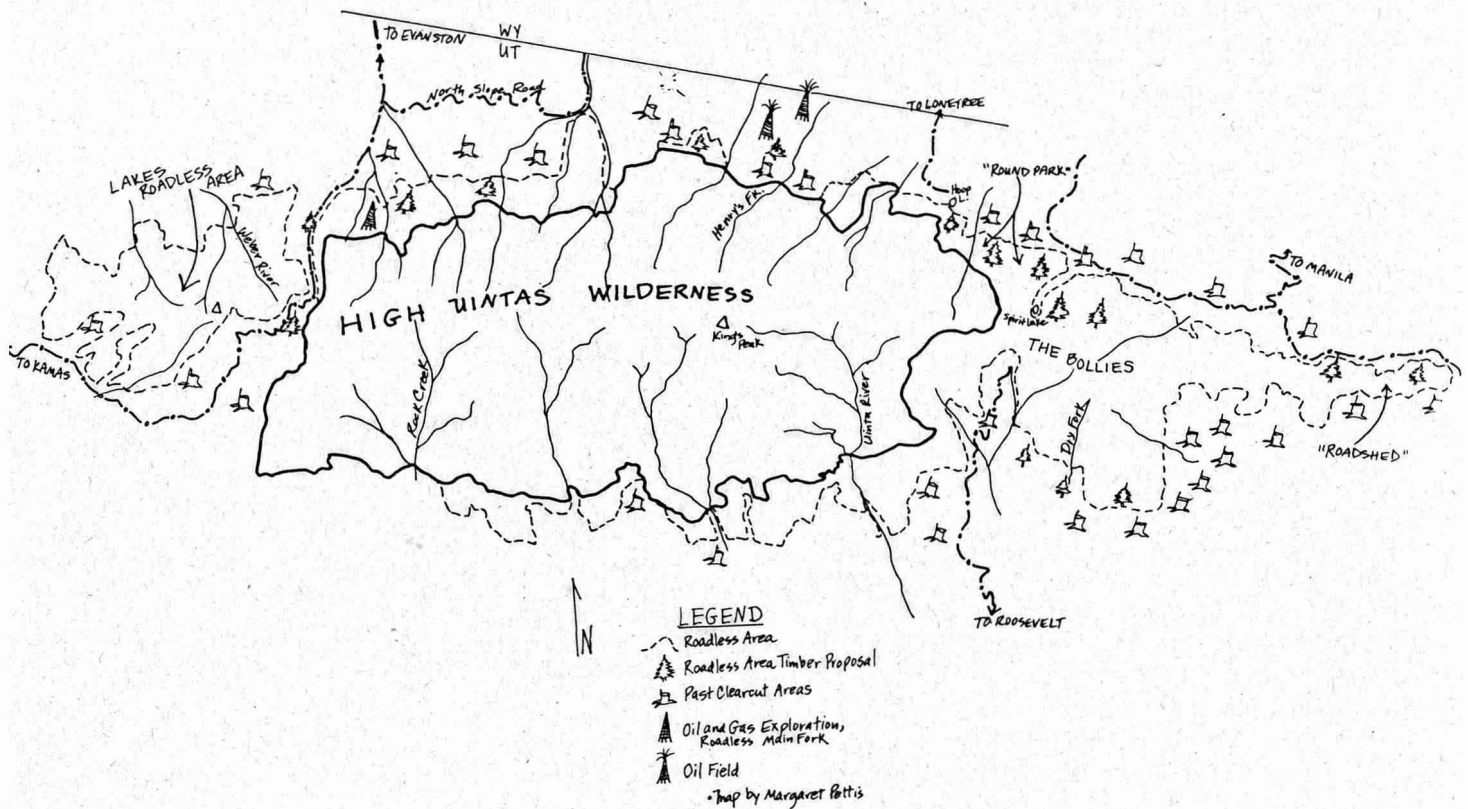 TO EVANSTON
WY
UT
North Slope Road
TO LONETREE
LAKES
ROADLESS AREA
Weber River
Henry's Fk.
Hoop
L.
"ROUND PARK"
TO MANILA
HIGH UINTAS WILDERNESS
King's
Peak
Spirit Lake
THE BOLLIES
TO KAMAS
Rock Creek
Uinta River
Dry Fork
"ROADSHED"
TO ROOSEVELT
N
LEGEND
Roadless Area
Roadless Area Timber Proposal
Past Clearcut Areas
Oil and Gas Exploration,
Roadless Main Fork
Oil Field
•map by Margaret Pettis